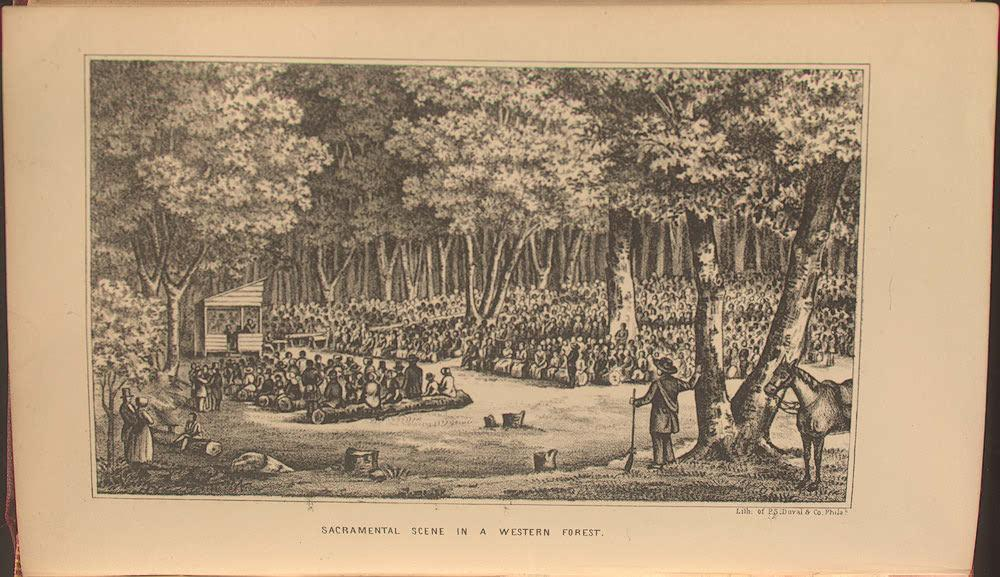 Lith. of P.S. Duval & Co. Phila.
SACRAMENTAL SCENE IN A WESTERN FOREST.